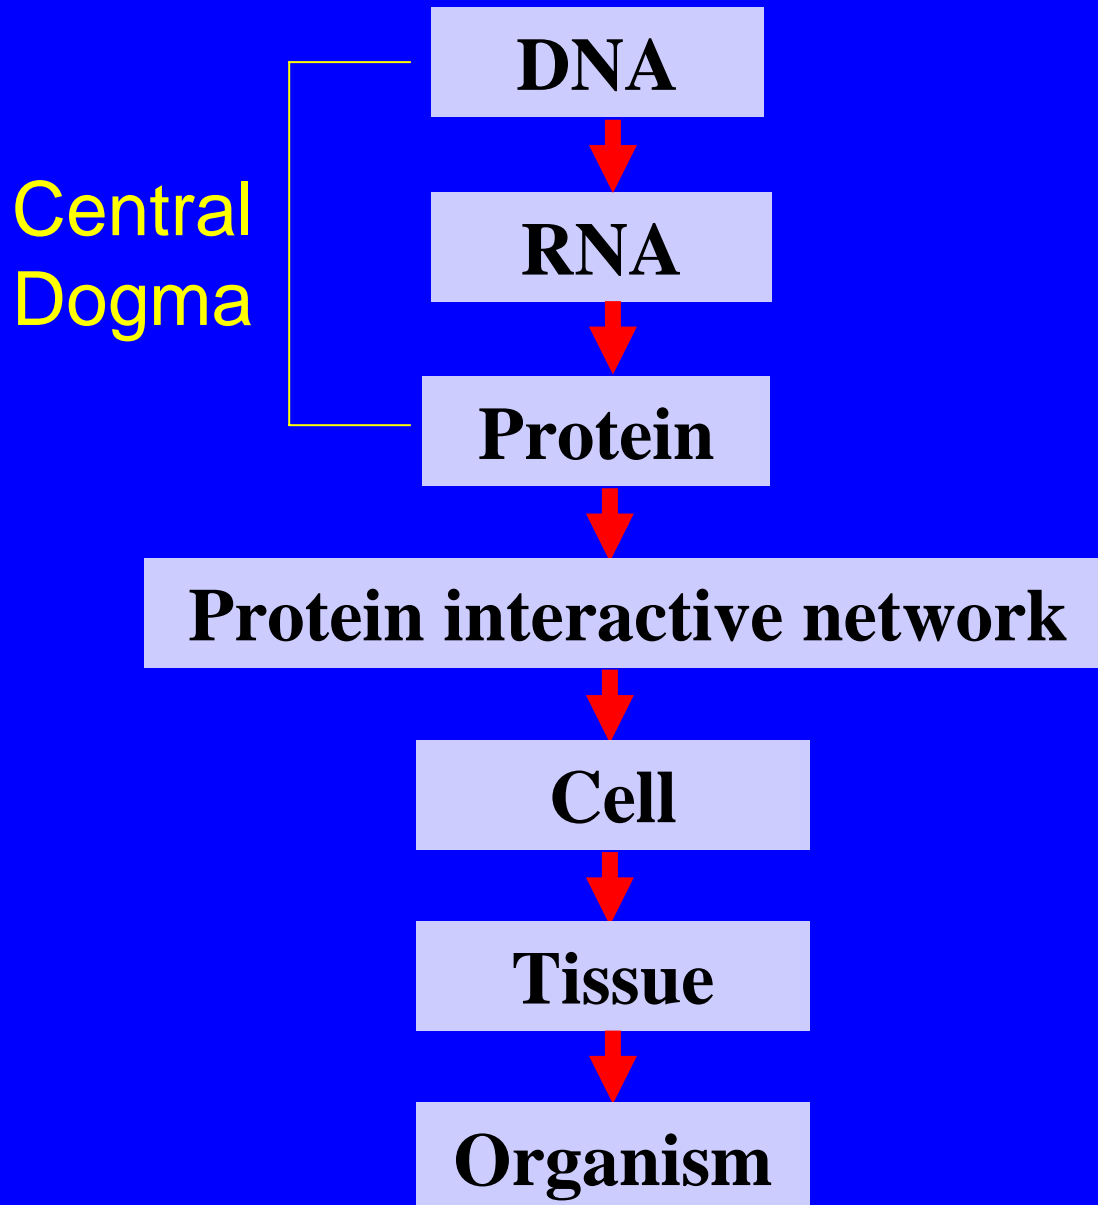 DNA
Central
Dogma
RNA
Protein
Protein interactive network
Cell
Tissue
Organism